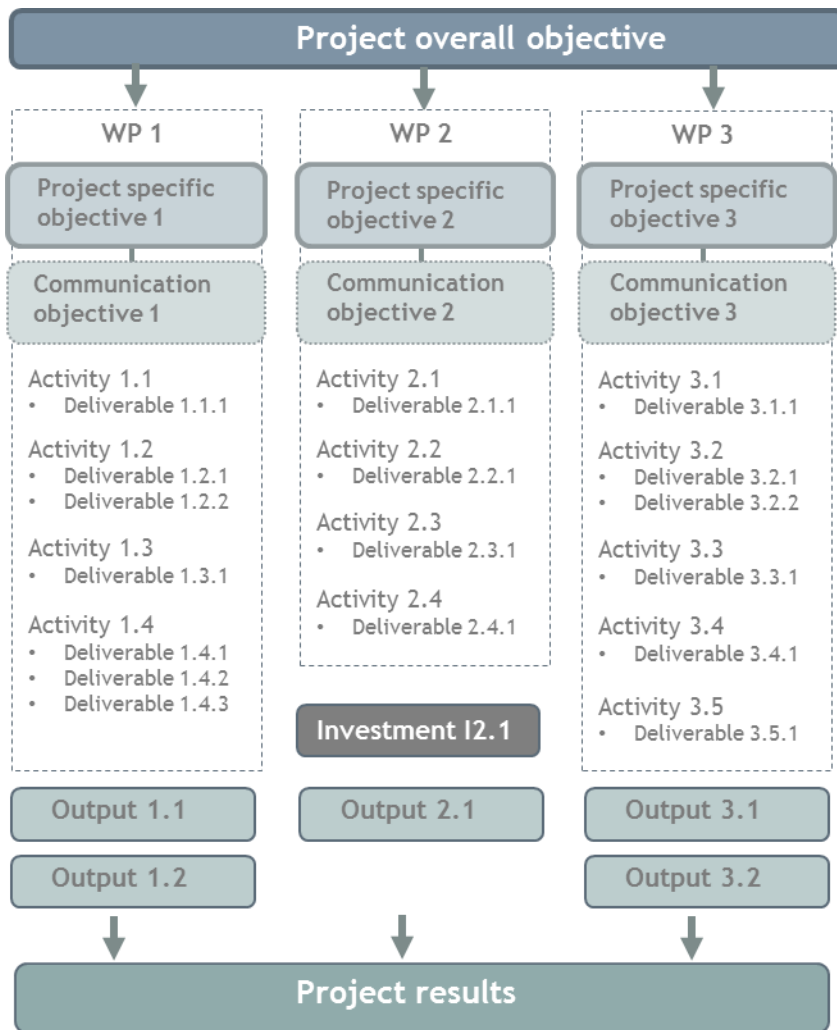 Project overall objective
WP 1
Project specific
objective 1
Communication
objective 1
Activity 1.1
• Deliverable 1.1.1
Activity 1.2
• Deliverable 1.2.1
• Deliverable 1.2.2
Activity 1.3
• Deliverable 1.3.1
Activity 1.4
• Deliverable 1.4.1
• Deliverable 1.4.2
• Deliverable 1.4.3
Output 1.1
Output 1.2
WP 2
Project specific
objective 2
Communication
objective 2
Activity 2.1
• Deliverable 2.1.1
Activity 2.2
• Deliverable 2.2.1
Activity 2.3
• Deliverable 2.3.1
Activity 2.4
• Deliverable 2.4.1
Investment I2.1
Output 2.1
WP 3
Project specific
objective 3
Communication
objective 3
Activity 3.1
• Deliverable 3.1.1
Activity 3.2
• Deliverable 3.2.1
• Deliverable 3.2.2
Activity 3.3
• Deliverable 3.3.1
Activity 3.4
• Deliverable 3.4.1
Activity 3.5
• Deliverable 3.5.1
Output 3.1
Output 3.2
Project results